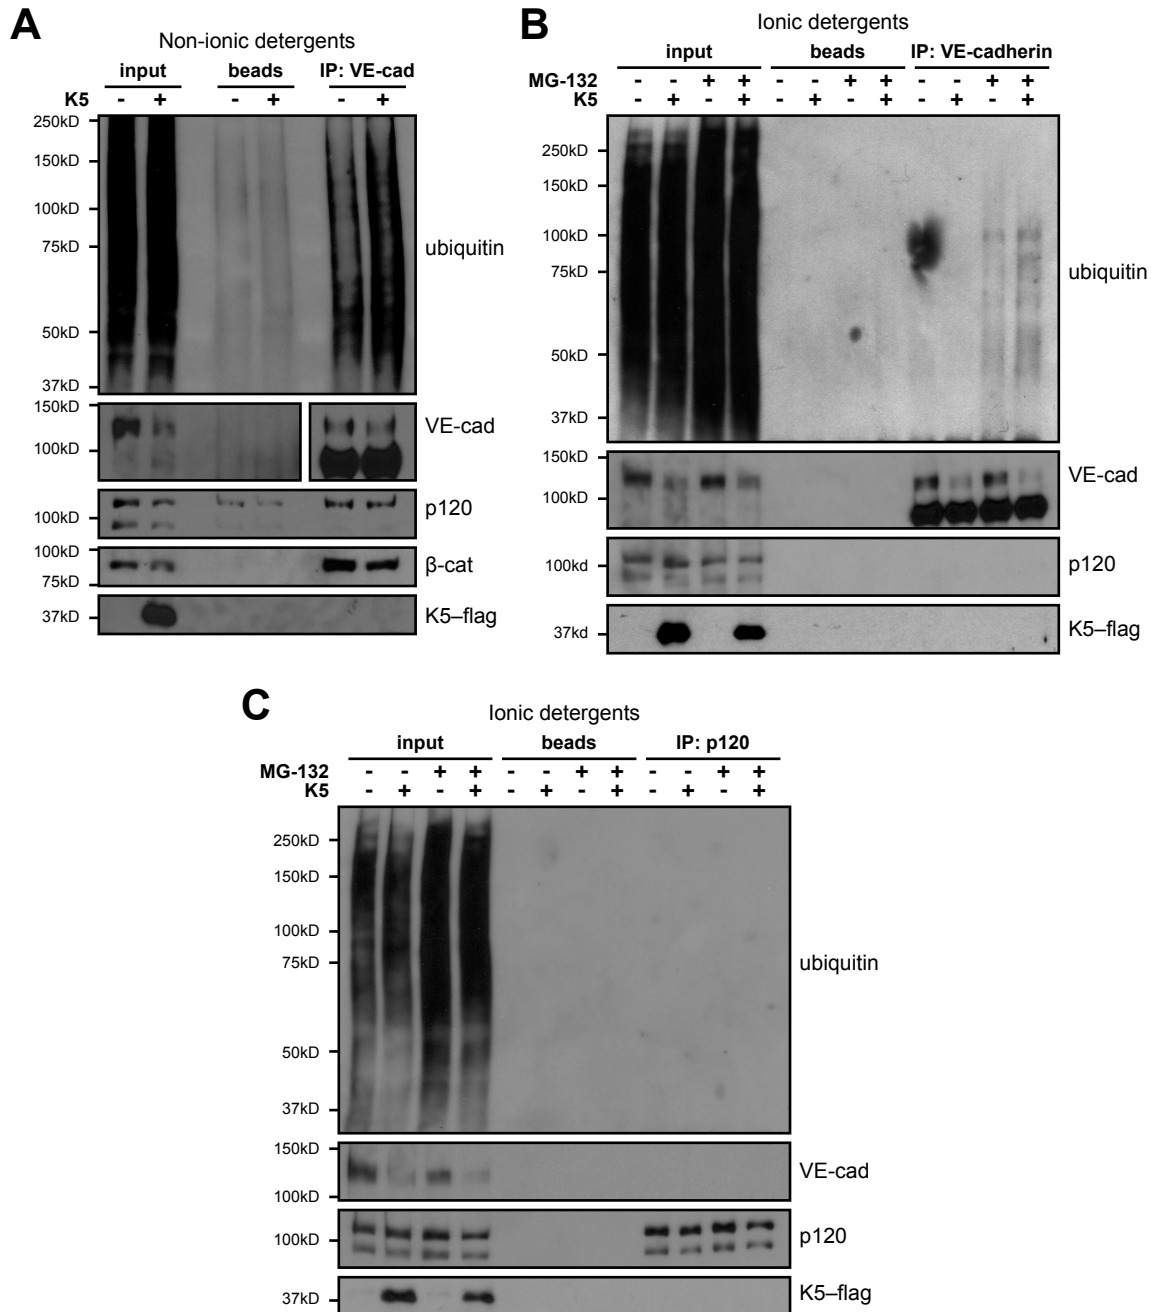 A
Non-ionic detergents
input beads IP: VE-cad
K5 - + - + - +
250kD
150kD
100kD
75kD
50kD
37kD
ubiquitin
150kD
100kD
VE-cad
100kD
p120
100kD
75kD
β-cat
37kD
K5–flag
B
Ionic detergents
input beads IP: VE-cadherin
MG-132 - - + + - - + + - - + +
K5 - + - + - + - + - + - +
250kD
150kD
100kD
75kD
50kD
37kD
ubiquitin
150kD
100kD
VE-cad
100kd
p120
37kd
K5–flag
C
Ionic detergents
input beads IP: p120
MG-132 - - + + - - + + - - + +
K5 - + - + - + - + - + - +
250kD
150kD
100kD
75kD
50kD
37kD
ubiquitin
150kD
100kD
VE-cad
100kD
p120
37kD
K5–flag